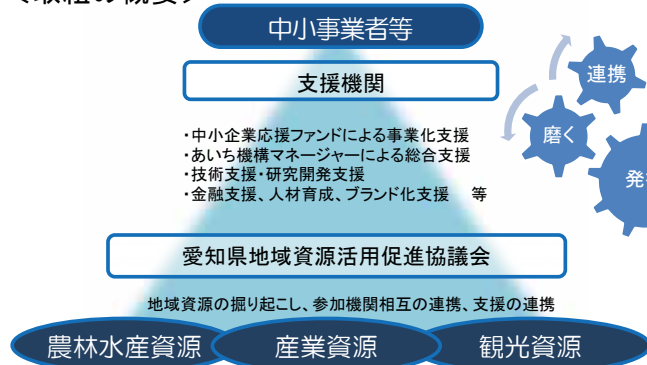 中小事業者等
支援機関
連携
磨く
・中小企業応援ファンドによる事業化支援
・あいち機構マネージャーによる総合支援
・技術支援・研究開発支援
・金融支援、人材育成、ブランド化支援　等
発
愛知県地域資源活用促進協議会
地域資源の掘り起こし、参加機関相互の連携、支援の連携
農林水産資源
産業資源
観光資源